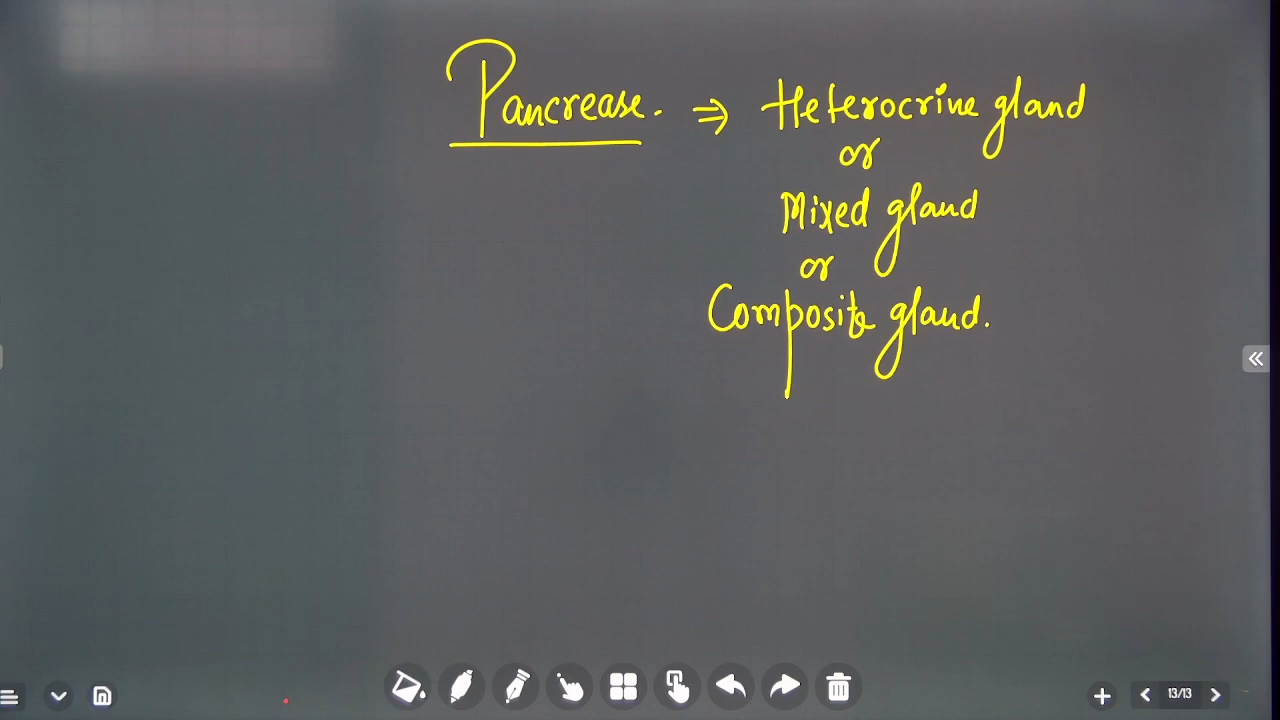 Pancrease. ⇒ Heterocrine gland
or
Mixed gland
or
Composite gland.
13/13